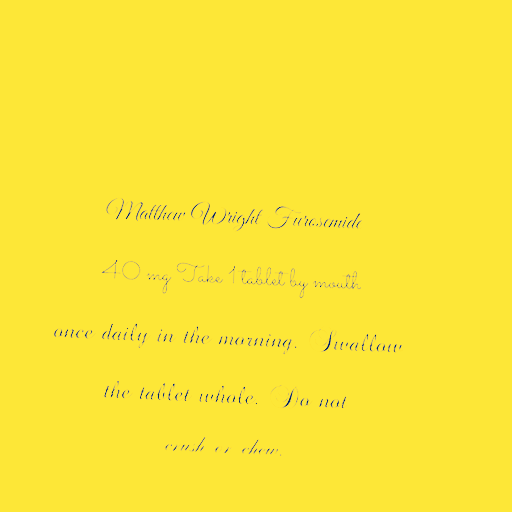 Matthew Wright Furosemide
40 mg Take 1 tablet by mouth
once daily in the morning. Swallow
the tablet whole. Do not
crush or chew.